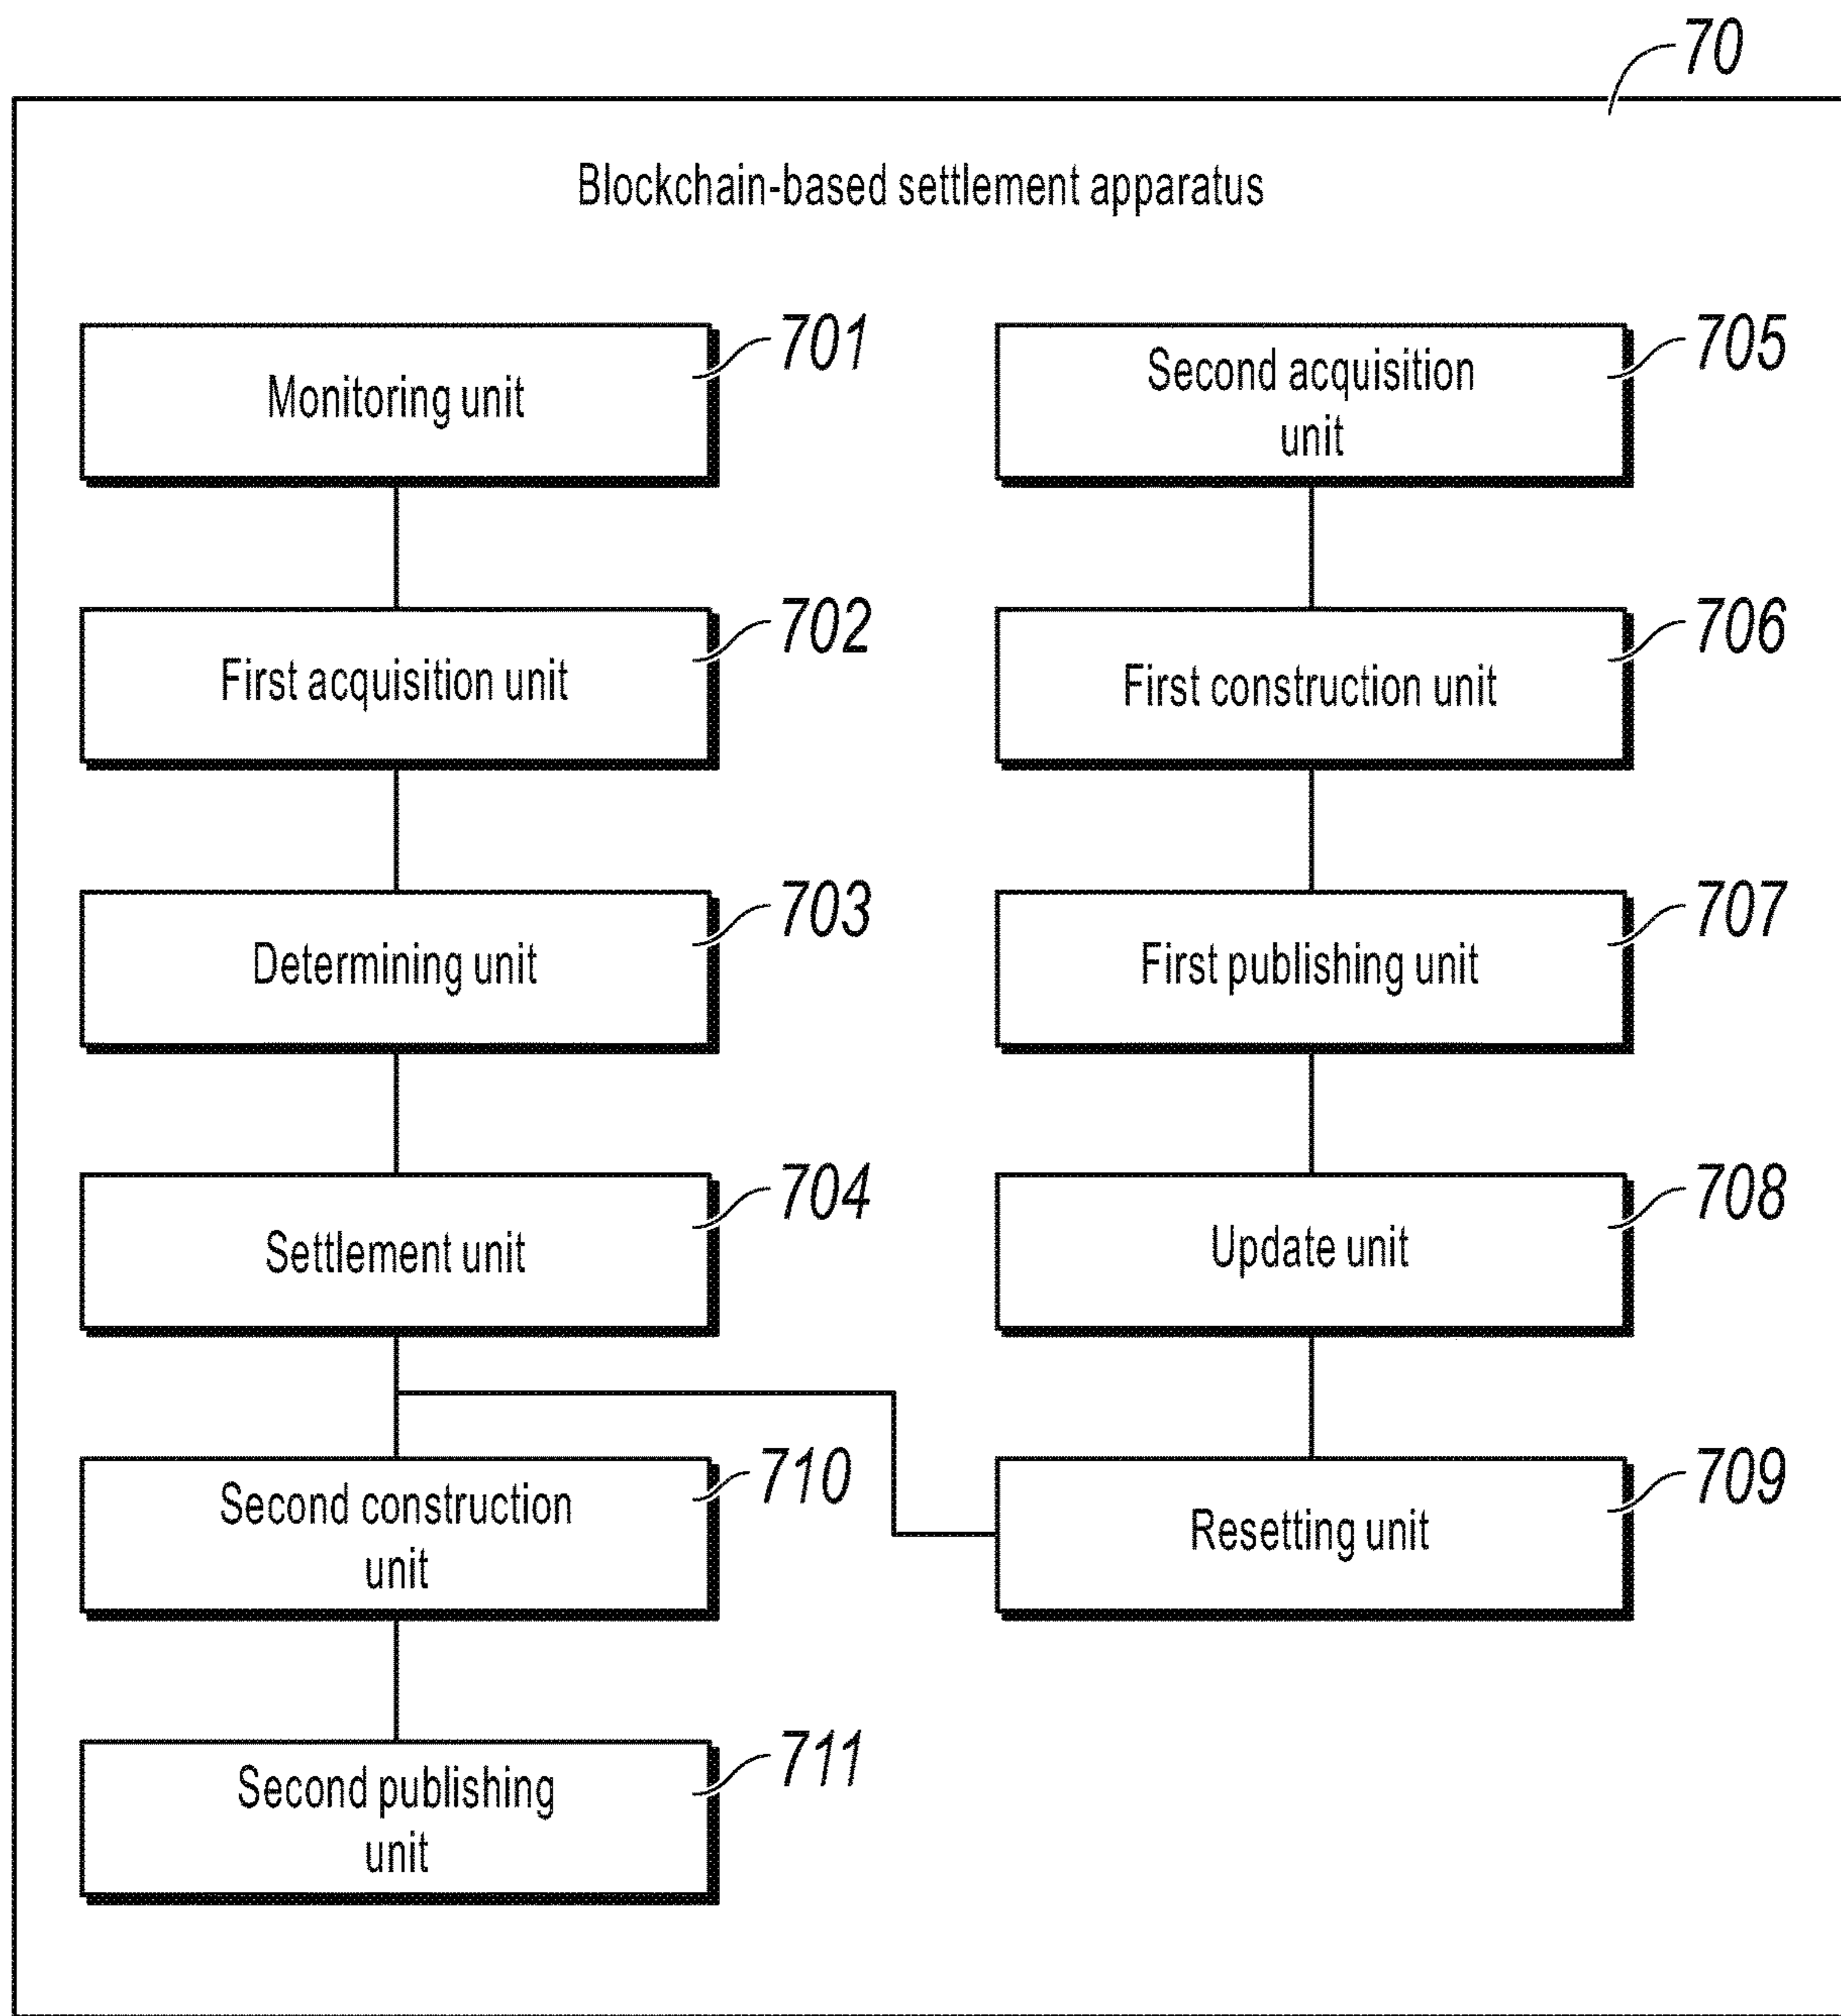 70
Blockchain-based settlement apparatus
Monitoring unit
701
First acquisition unit
702
Determining unit
703
Settlement unit
704
Second construction
unit
710
Second publishing
unit
711
Second acquisition
unit
705
First construction unit
706
First publishing unit
707
Update unit
708
Resetting unit
709